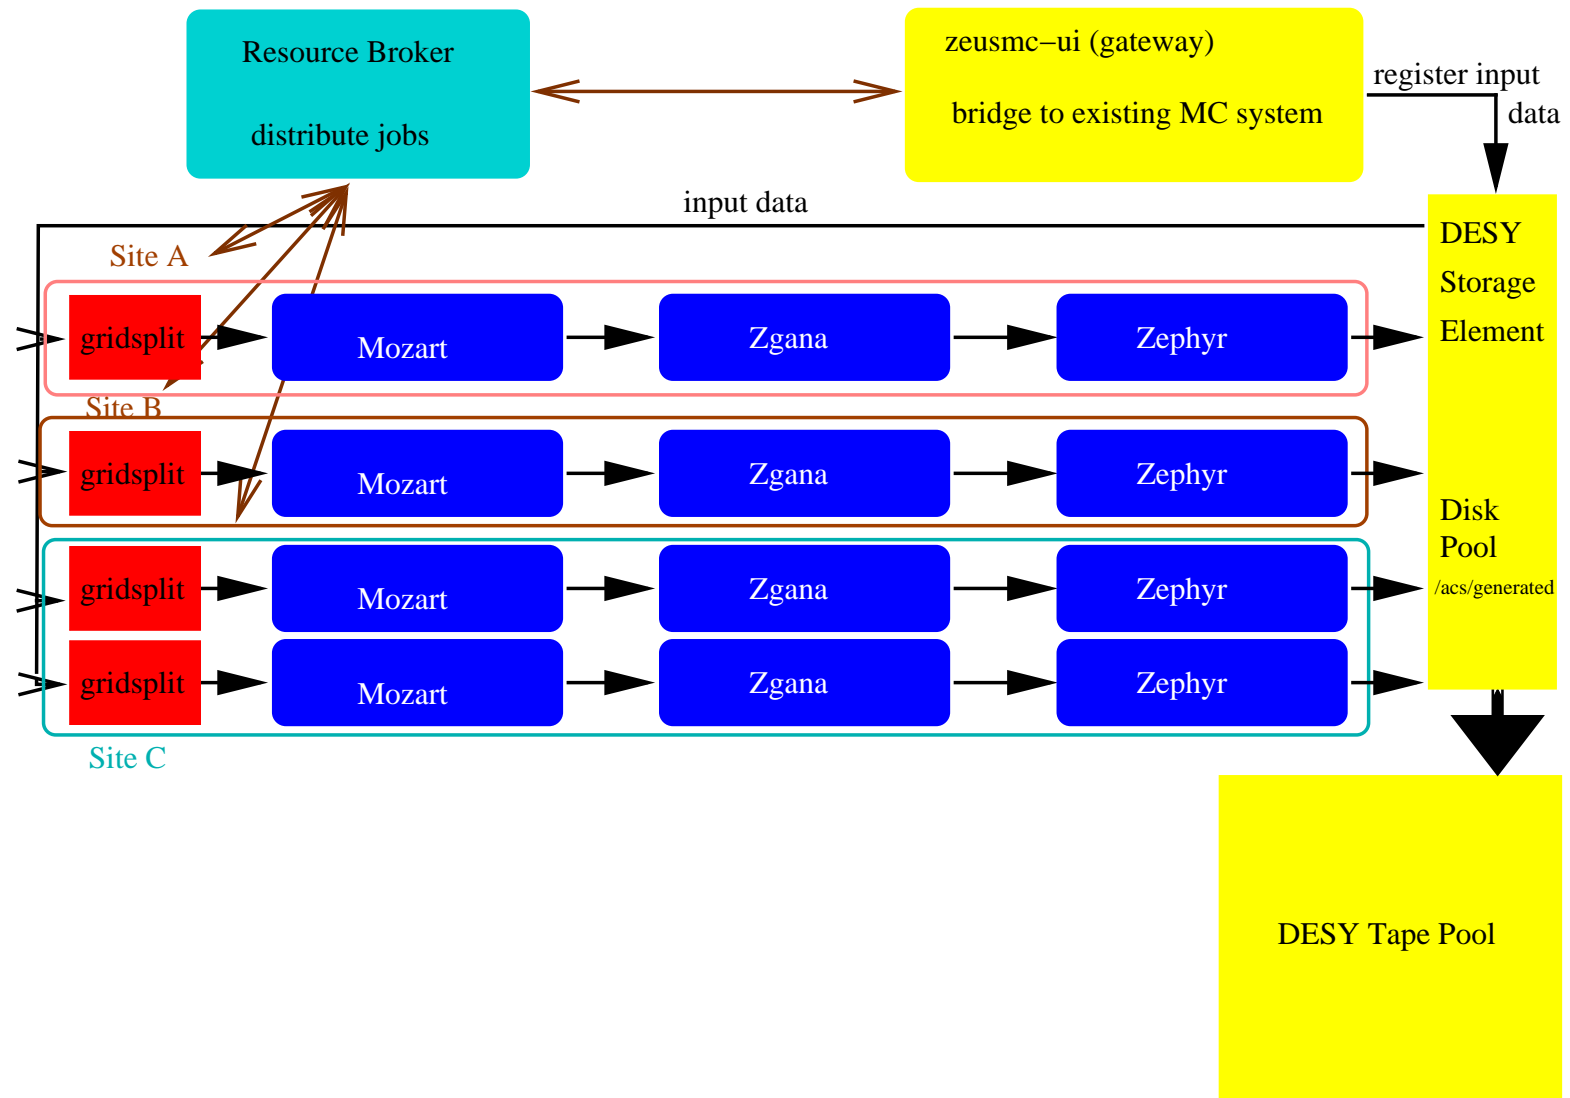 Resource Broker
distribute jobs
zeusmc−ui (gateway)
bridge to existing MC system
register input
data
input data
DESY
Storage
Element
Disk
Pool
/acs/generated
Site A
gridsplit
Mozart
Zgana
Zephyr
Site B
gridsplit
Mozart
Zgana
Zephyr
gridsplit
Mozart
Zgana
Zephyr
gridsplit
Mozart
Zgana
Zephyr
Site C
DESY Tape Pool